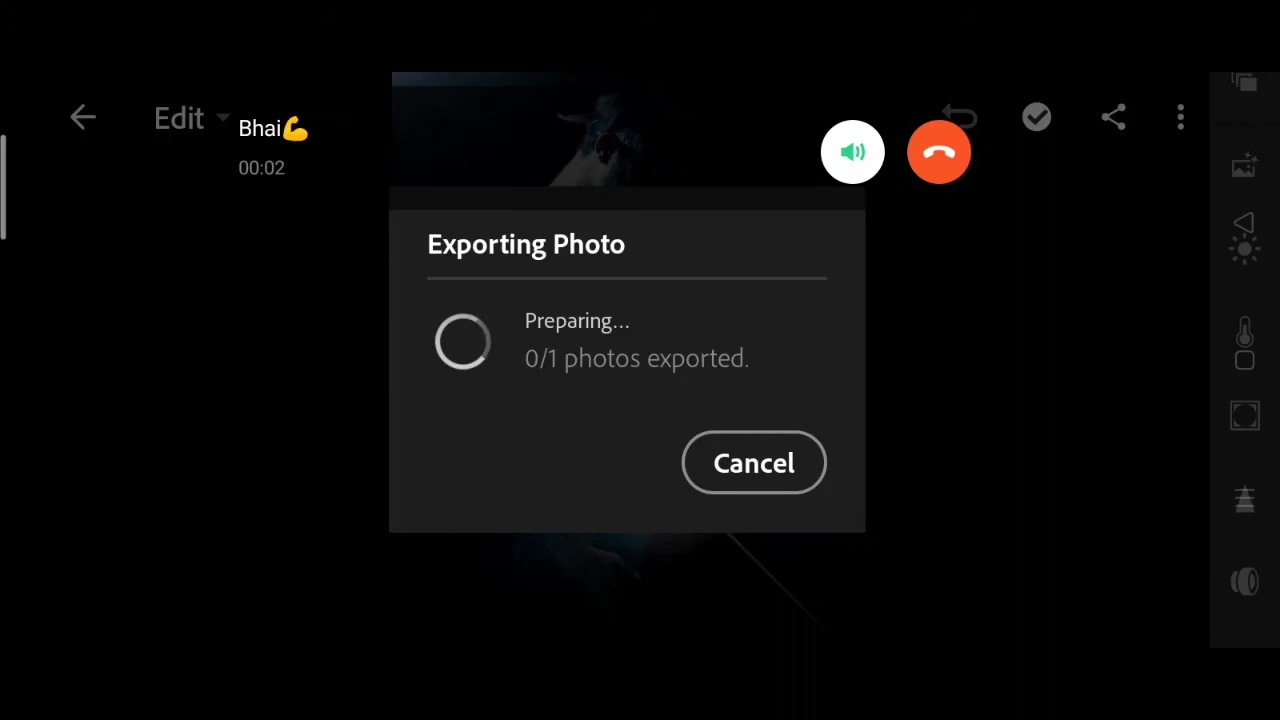 Edit
Bhai💪
00:02
Exporting Photo
Preparing...
0/1 photos exported.
Cancel